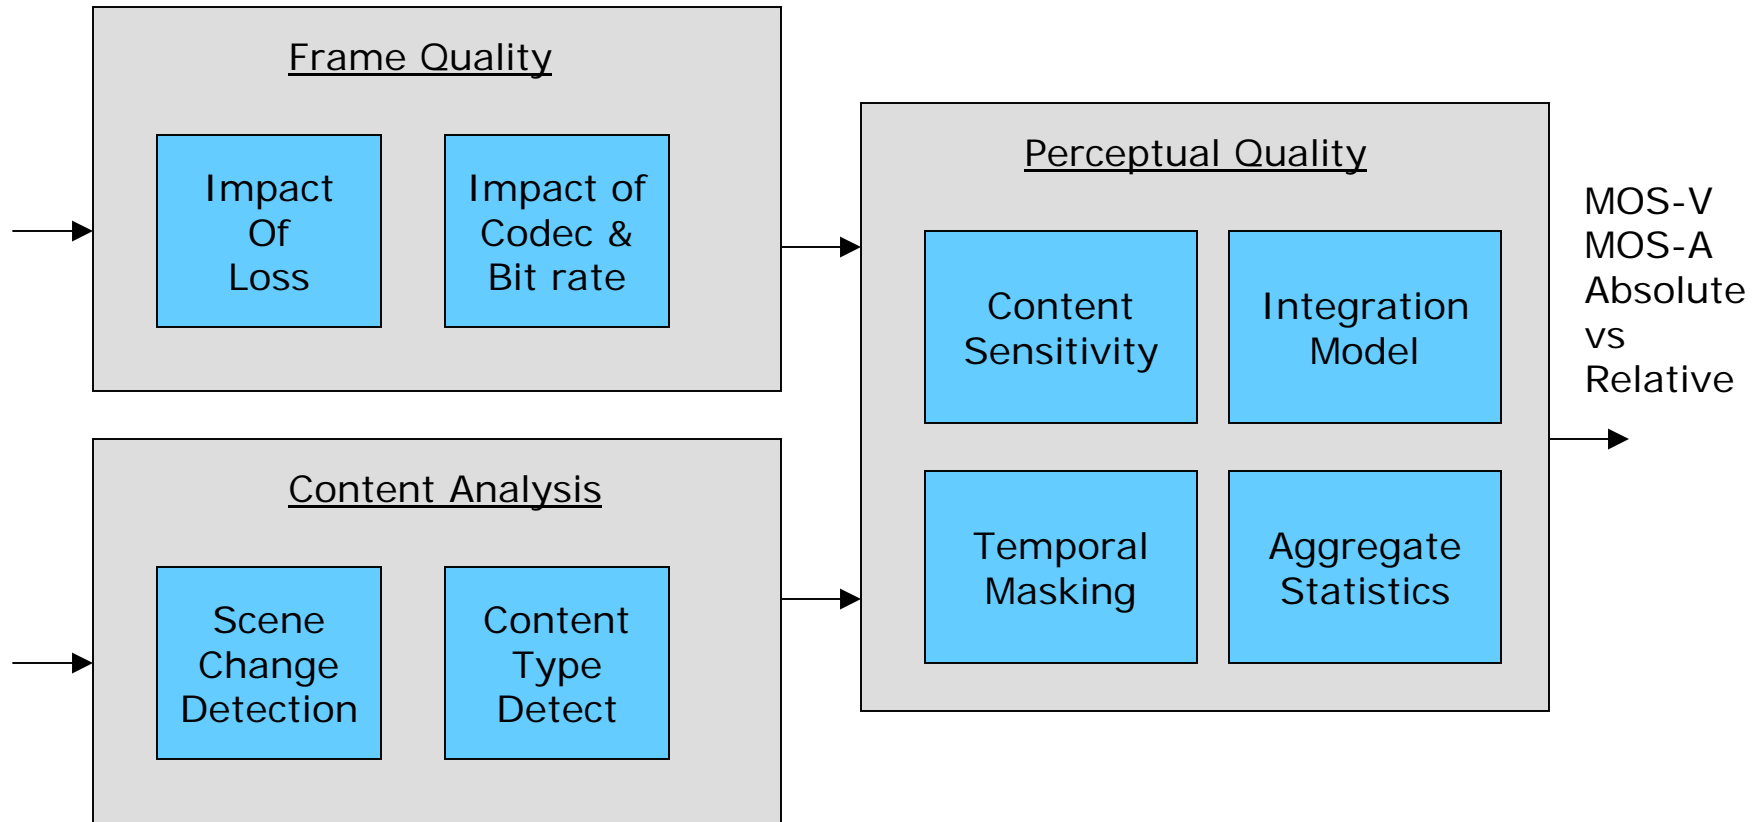 Frame Quality
Impact
Of
Loss
Impact of
Codec &
Bit rate
Content Analysis
Scene
Change
Detection
Content
Type
Detect
Perceptual Quality
Content
Sensitivity
Integration
Model
Temporal
Masking
Aggregate
Statistics
MOS-V
MOS-A
Absolute
vs
Relative